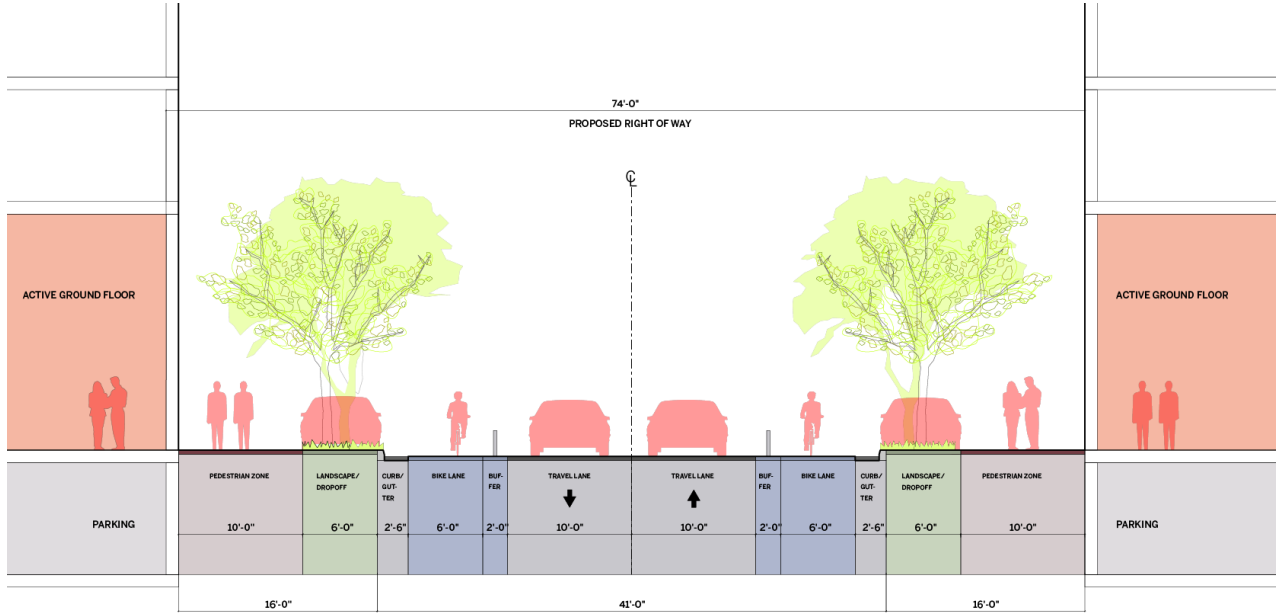 74'-0"
PROPOSED RIGHT OF WAY
℄
ACTIVE GROUND FLOOR
ACTIVE GROUND FLOOR
PEDESTRIAN ZONE
LANDSCAPE/
DROPOFF
CURB/
GUT-
TER
BIKE LANE
BUF-
FER
TRAVEL LANE
TRAVEL LANE
BUF-
FER
BIKE LANE
CURB/
GUT-
TER
LANDSCAPE/
DROPOFF
PEDESTRIAN ZONE
PARKING
10'-0"
6'-0"
2'-6"
6'-0"
2'-0"
10'-0"
10'-0"
2'-0"
6'-0"
2'-6"
6'-0"
10'-0"
PARKING
16'-0"
41'-0"
16'-0"